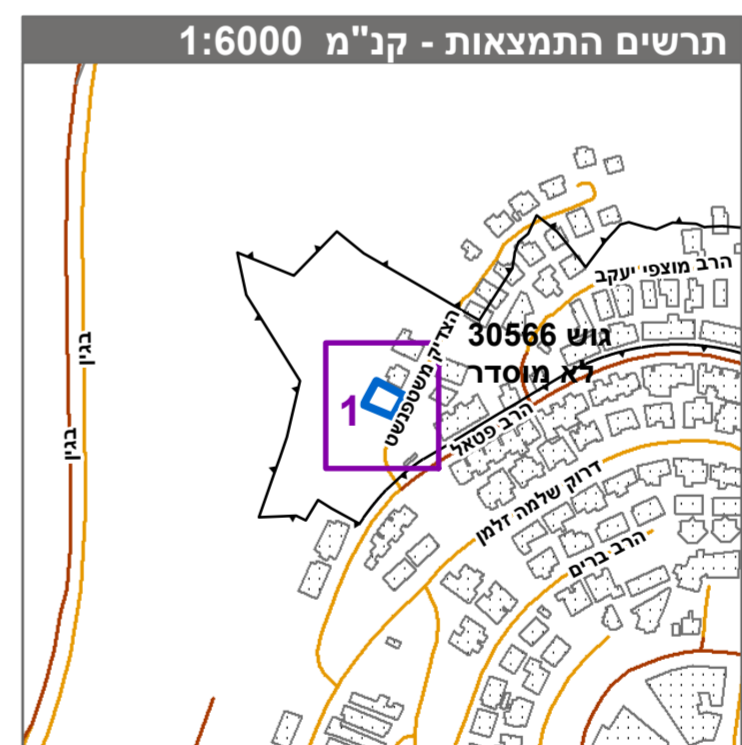 תרשים התמצאות - קנ"מ 1:6000
הרב מוצפי יעקב
גוש 30566
לא מוסדר
הצדיק משטפנשט
1
בגין
הרב פטאל
בגין
דרוק שלמה זלמן
הרב ברים